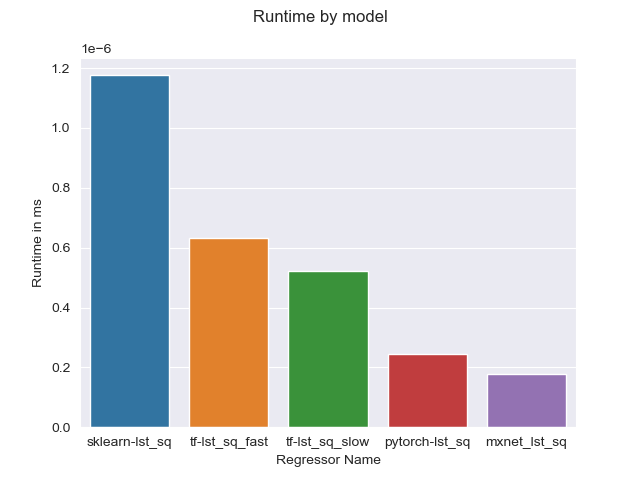 Runtime by model
1e−6
1.2
1.0
0.8
0.6
0.4
0.2
0.0
Runtime in ms
sklearn-lst_sq tf-lst_sq_fast tf-lst_sq_slow pytorch-lst_sq mxnet_lst_sq
Regressor Name